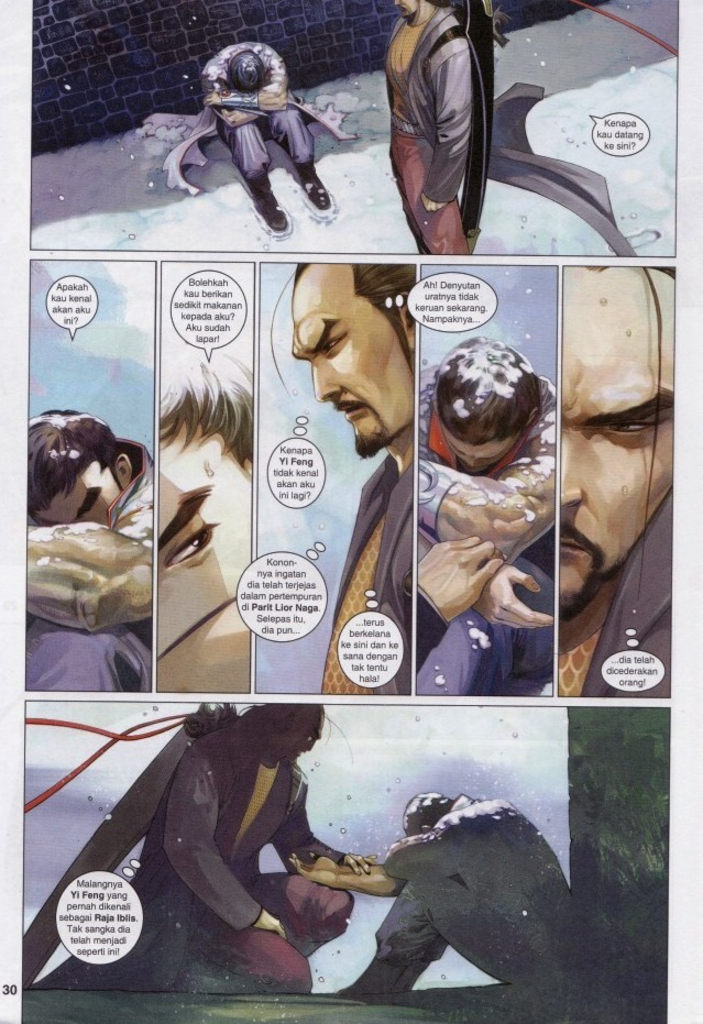 Kenapa
kau datang
ke sini?
Apakah
kau kenal
akan aku
ini?
Bolehkah
kau berikan
sedikit makanan
kepada aku?
Aku sudah
lapar!
Kenapa
Yi Feng
tidak kenal
akan aku
ini lagi?
Konon-
nya ingatan
dia telah terjejas
dalam pertempuran
di Parit Lior Naga.
Selepas itu,
dia pun...
...terus
berkelana
ke sini dan ke
sana dengan
tak tentu
hala!
Ah! Denyutan
uratnya tidak
keruan sekarang.
Nampaknya...
...dia telah
dicederakan
orang!
Malangnya
Yi Feng yang
pernah dikenali
sebagai Raja Iblis.
Tak sangka dia
telah menjadi
seperti ini!
30